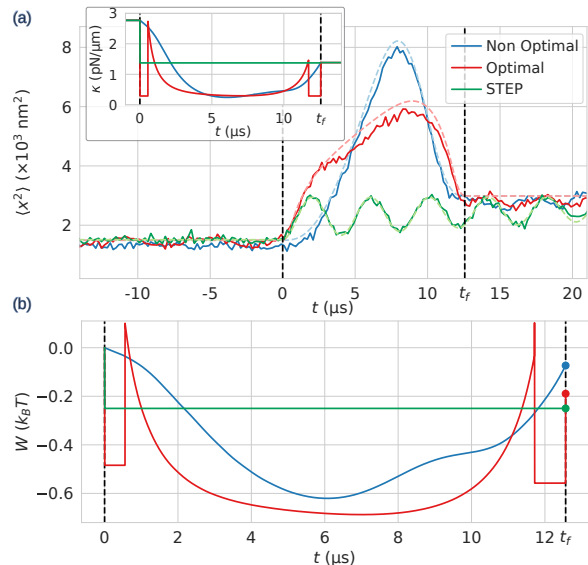 (a)
3
2
1
0
κ (pN/μm)
0
5
10
t (μs)
t_f
Non Optimal
Optimal
STEP
8
6
4
2
⟨x²⟩ (×10³ nm²)
−10
−5
0
5
10
t_f
15
20
t (μs)
(b)
0.0
−0.2
−0.4
−0.6
W (k_BT)
0
2
4
6
8
10
12
t_f
t (μs)